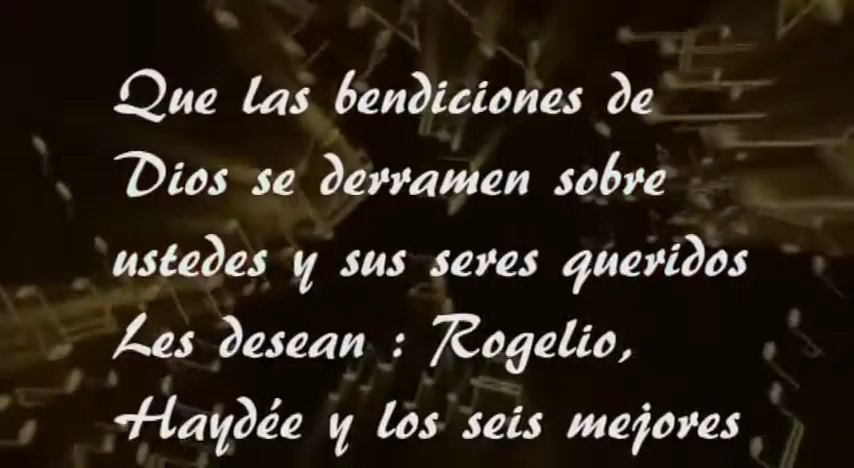 Que las bendiciones de
Dios se derramen sobre
ustedes y sus seres queridos
Les desean : Rogelio,
Haydée y los seis mejores